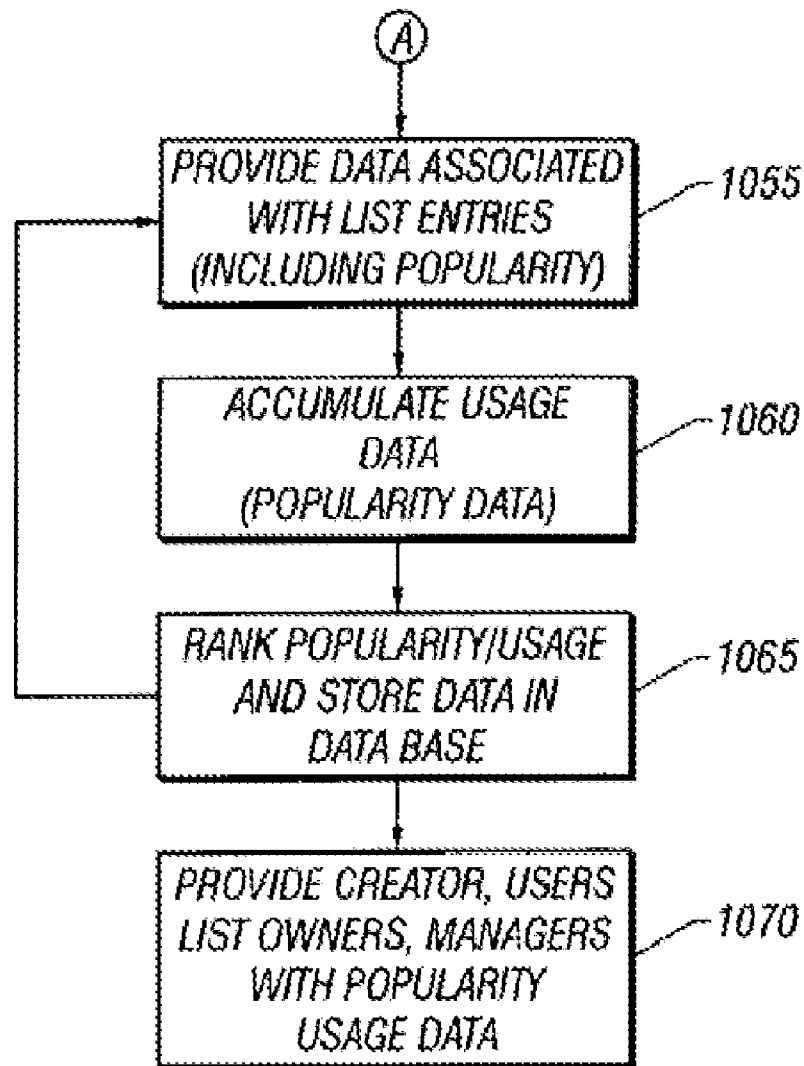 A
PROVIDE DATA ASSOCIATED
WITH LIST ENTRIES
(INCLUDING POPULARITY)
1055
ACCUMULATE USAGE
DATA
(POPULARITY DATA)
1060
RANK POPULARITY/USAGE
AND STORE DATA IN
DATA BASE
1065
PROVIDE CREATOR, USERS
LIST OWNERS, MANAGERS
WITH POPULARITY
USAGE DATA
1070